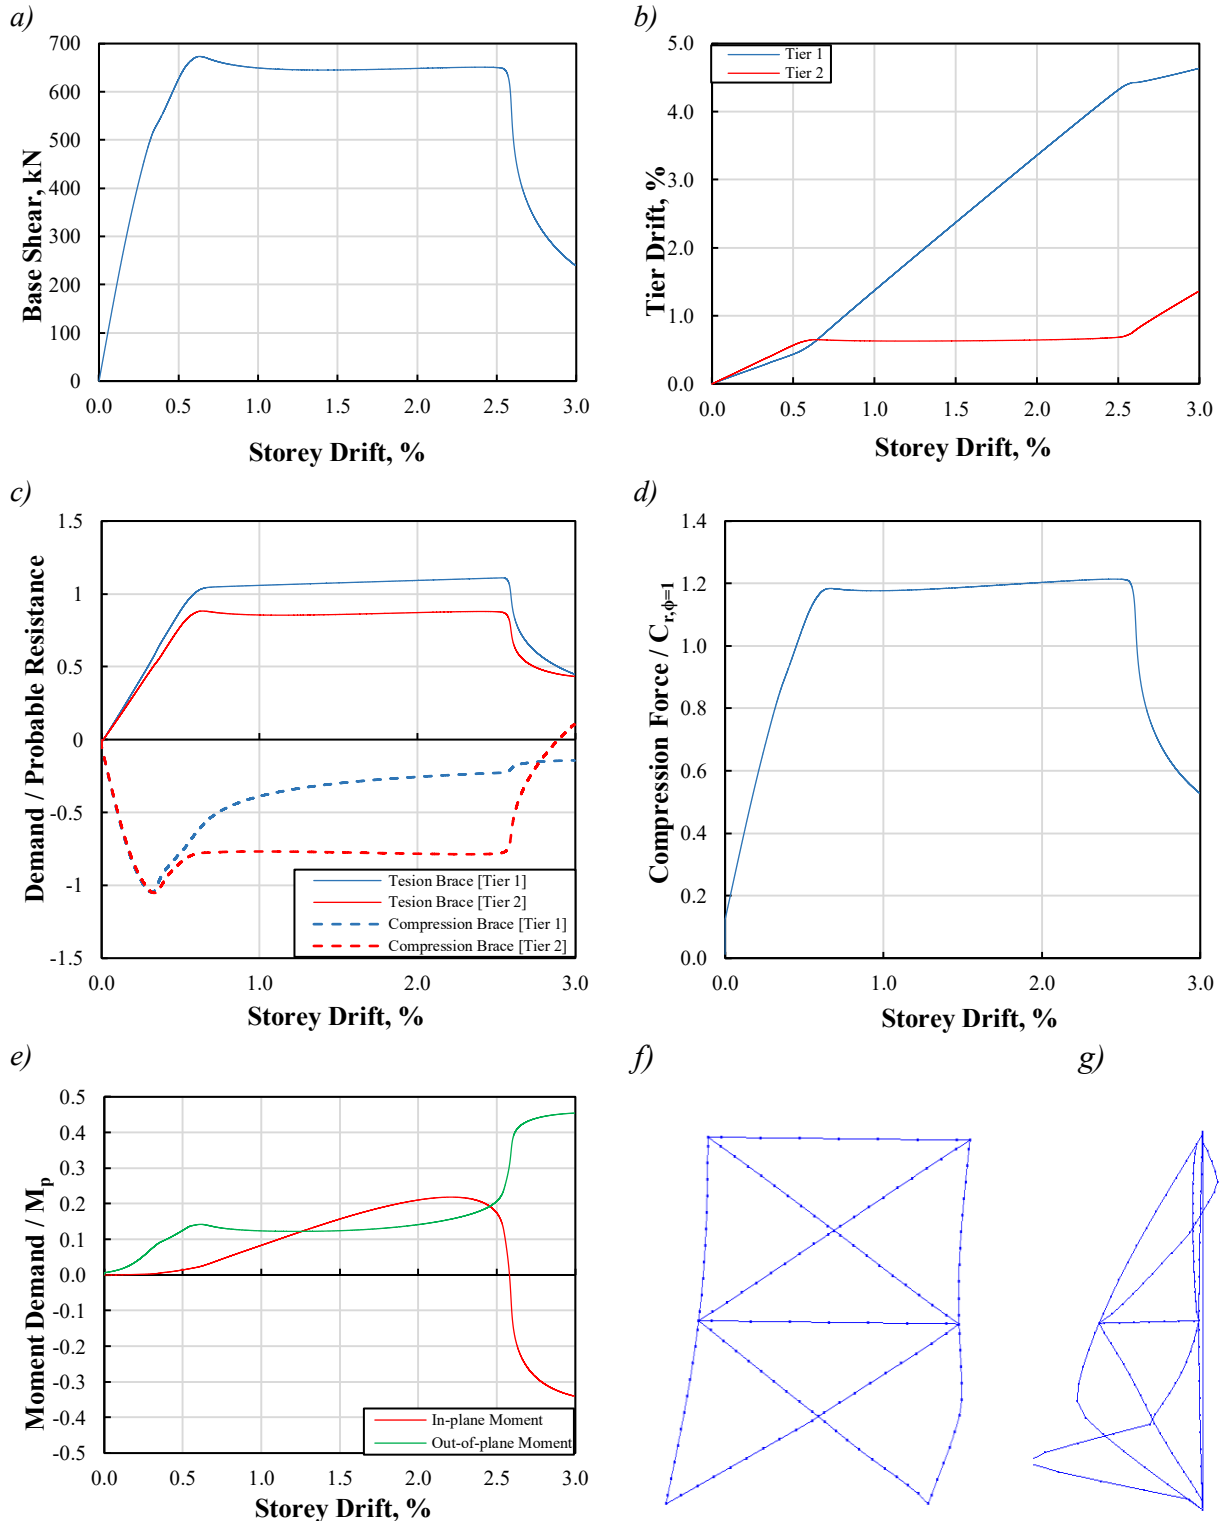 a)
700
600
500
400
300
200
100
0
0.0 0.5 1.0 1.5 2.0 2.5 3.0
Base Shear, kN
Storey Drift, %
b)
5.0
4.0
3.0
2.0
1.0
0.0
0.0 0.5 1.0 1.5 2.0 2.5 3.0
Tier Drift, %
Storey Drift, %
Tier 1
Tier 2
c)
1.5
1
0.5
0
-0.5
-1
-1.5
0.0 1.0 2.0 3.0
Demand / Probable Resistance
Storey Drift, %
Tesion Brace [Tier 1]
Tesion Brace [Tier 2]
Compression Brace [Tier 1]
Compression Brace [Tier 2]
d)
1.4
1.2
1.0
0.8
0.6
0.4
0.2
0.0
0.0 1.0 2.0 3.0
Compression Force / C_{r,ϕ=1}
Storey Drift, %
e)
0.5
0.4
0.3
0.2
0.1
0.0
-0.1
-0.2
-0.3
-0.4
-0.5
0.0 0.5 1.0 1.5 2.0 2.5 3.0
Moment Demand / M_p
Storey Drift, %
In-plane Moment
Out-of-plane Moment
f)
g)